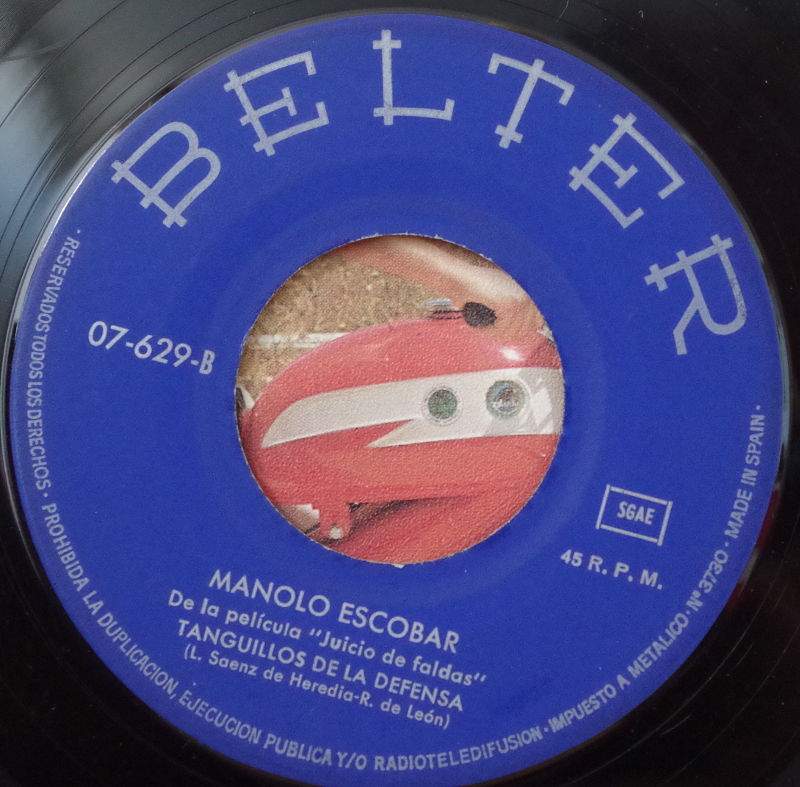 BELTER
07-629-B
SGAE
45 R. P. M.
MANOLO ESCOBAR
De la película "Juicio de faldas"
TANGUILLOS DE LA DEFENSA
(L. Saenz de Heredia-R. de León)
· RESERVADOS TODOS LOS DERECHOS · PROHIBIDA LA DUPLICACION, EJECUCION PUBLICA Y/O RADIOTELEDIFUSION · IMPUESTO A METALICO · Nº 3730 · MADE IN SPAIN ·